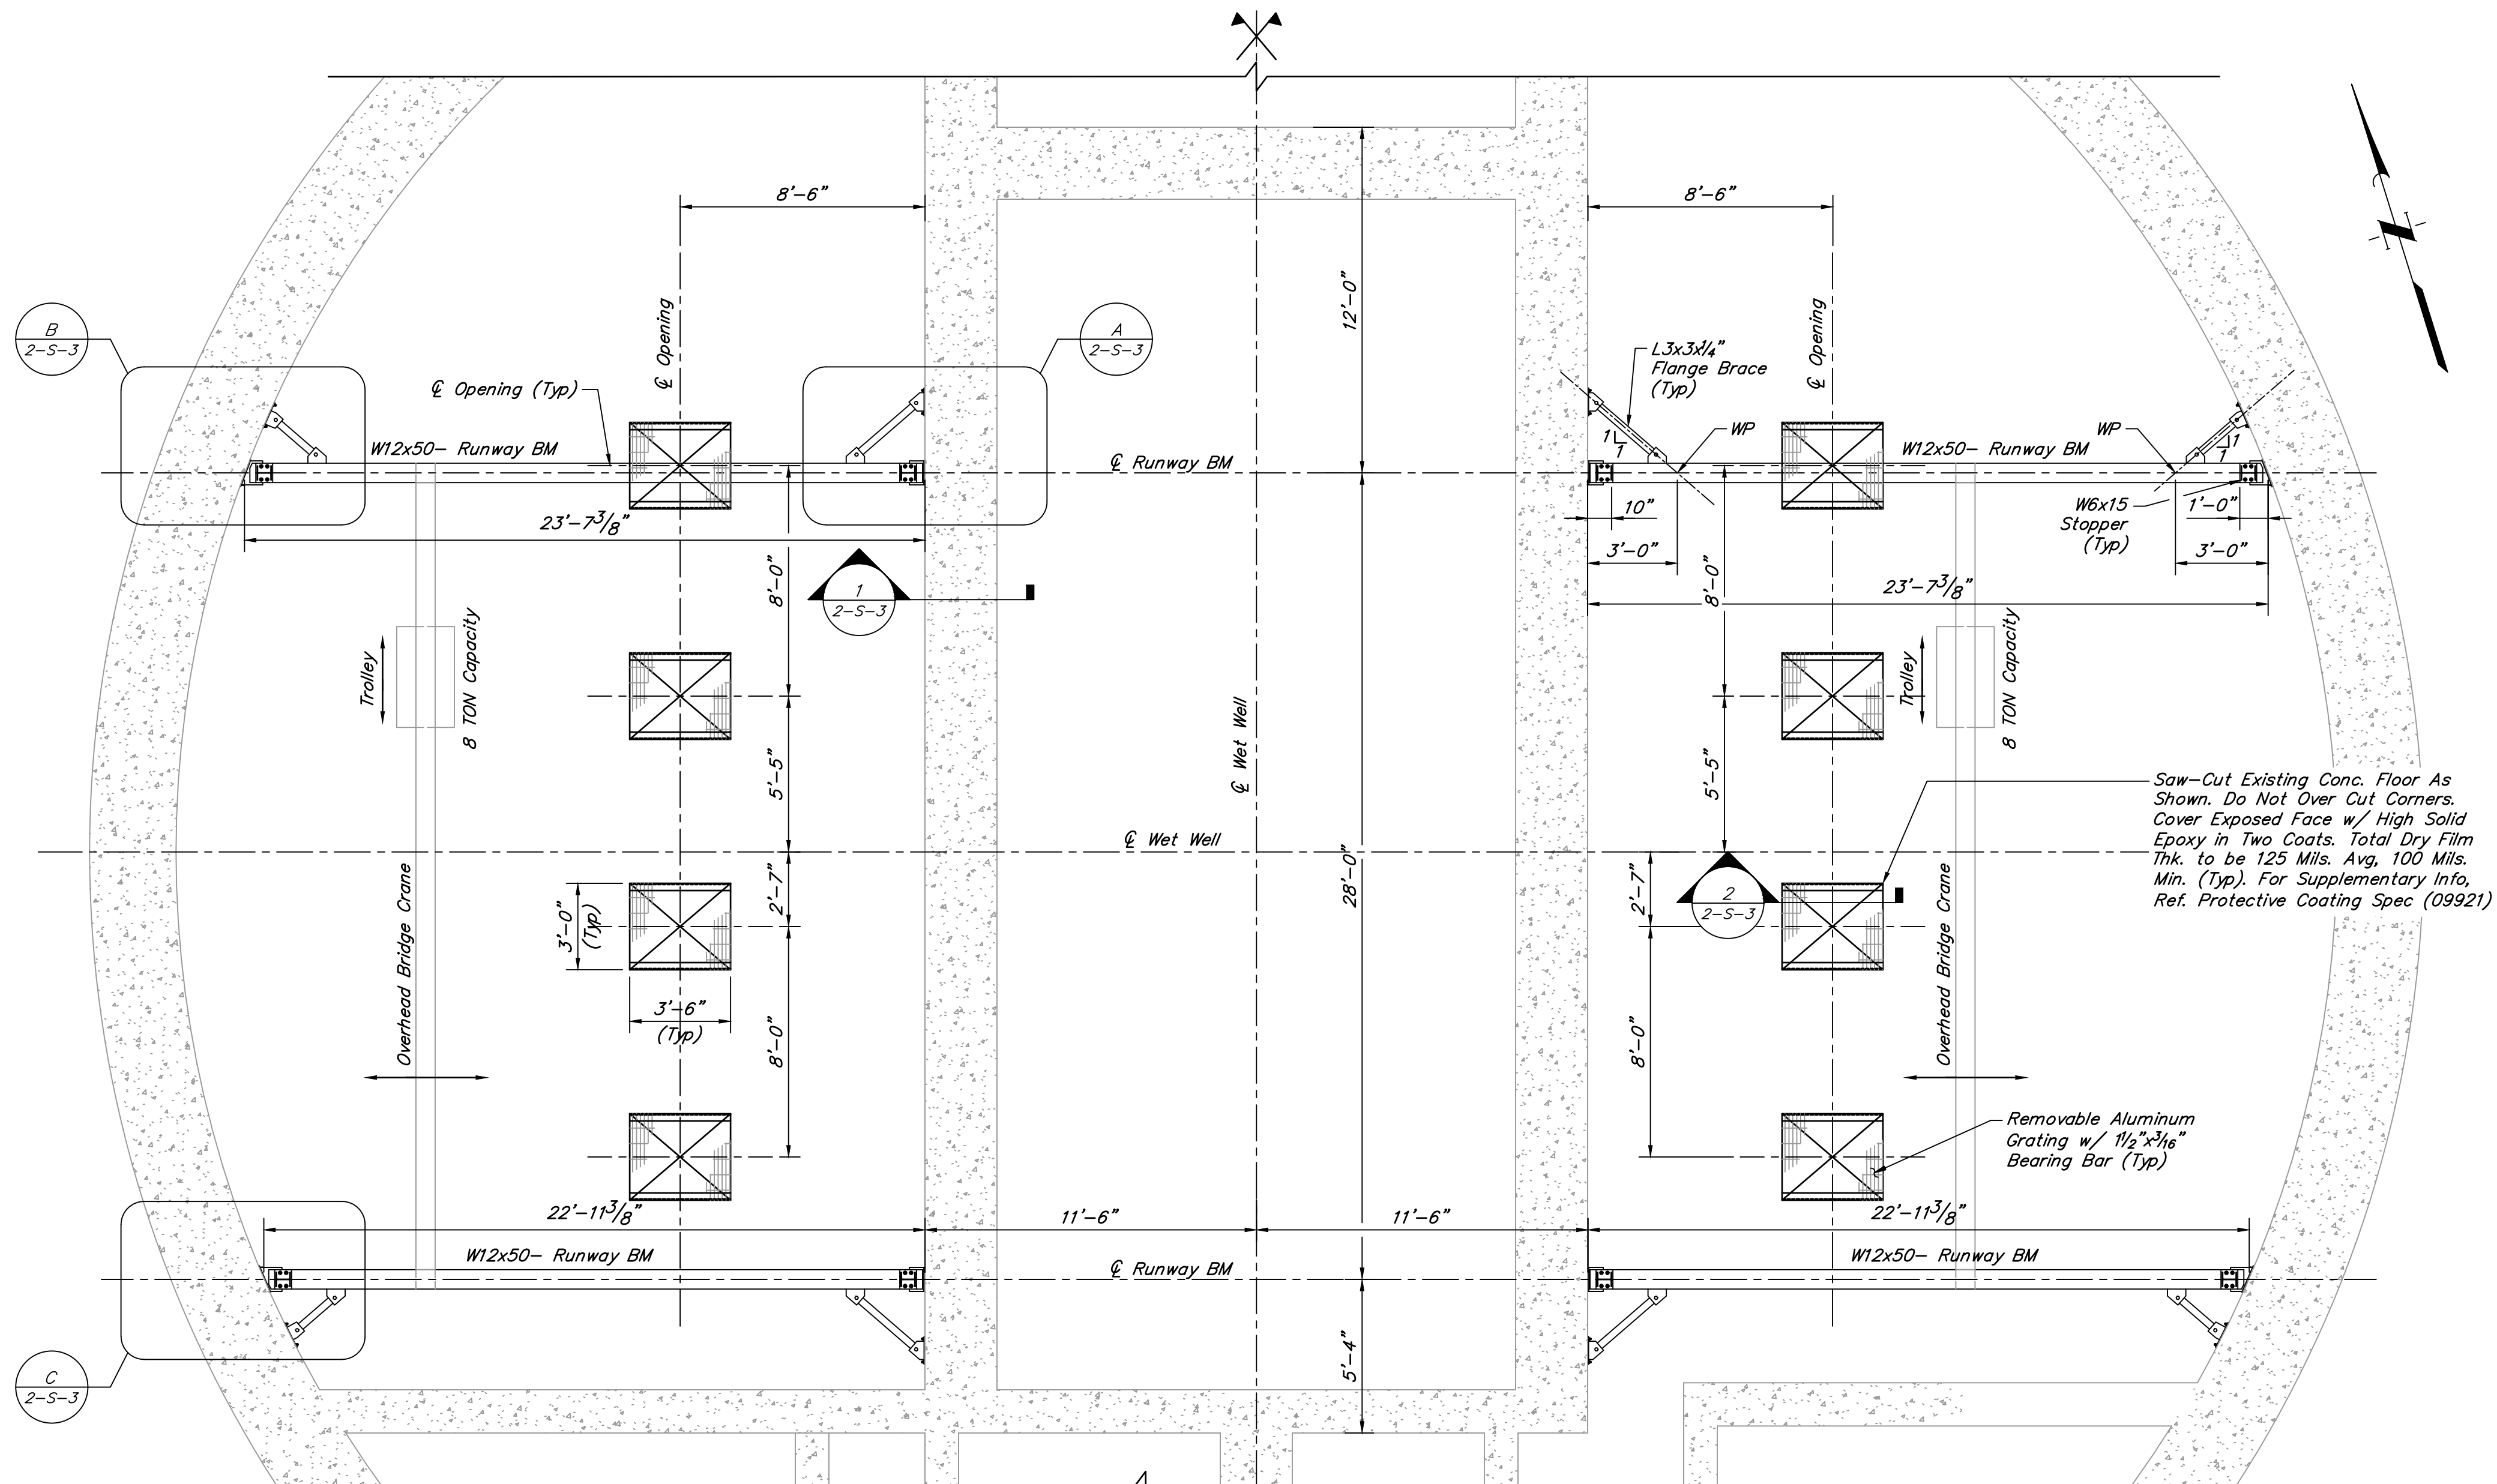 8'-6"
8'-6"
12'-0"
℄ Opening
℄ Opening
B
2-S-3
A
2-S-3
L3x3x1/4"
Flange Brace
(Typ)
℄ Opening (Typ)
W12x50- Runway BM
℄ Runway BM
1
1
WP
WP
1
1
W12x50- Runway BM
10"
W6x15
Stopper
(Typ)
1'-0"
23'-7 3/8"
3'-0"
3'-0"
8'-0"
8'-0"
1
2-S-3
23'-7 3/8"
Trolley
8 TON Capacity
Trolley
8 TON Capacity
5'-5"
5'-5"
℄ Wet Well
℄ Wet Well
Saw-Cut Existing Conc. Floor As
Shown. Do Not Over Cut Corners.
Cover Exposed Face w/ High Solid
Epoxy in Two Coats. Total Dry Film
Thk. to be 125 Mils. Avg, 100 Mils.
Min. (Typ). For Supplementary Info,
Ref. Protective Coating Spec (09921)
2'-7"
28'-0"
2'-7"
2
2-S-3
3'-0"
(Typ)
Overhead Bridge Crane
Overhead Bridge Crane
3'-6"
(Typ)
8'-0"
8'-0"
Removable Aluminum
Grating w/ 1 1/2"x3/16"
Bearing Bar (Typ)
22'-11 3/8"
11'-6"
11'-6"
22'-11 3/8"
W12x50- Runway BM
℄ Runway BM
W12x50- Runway BM
5'-4"
C
2-S-3